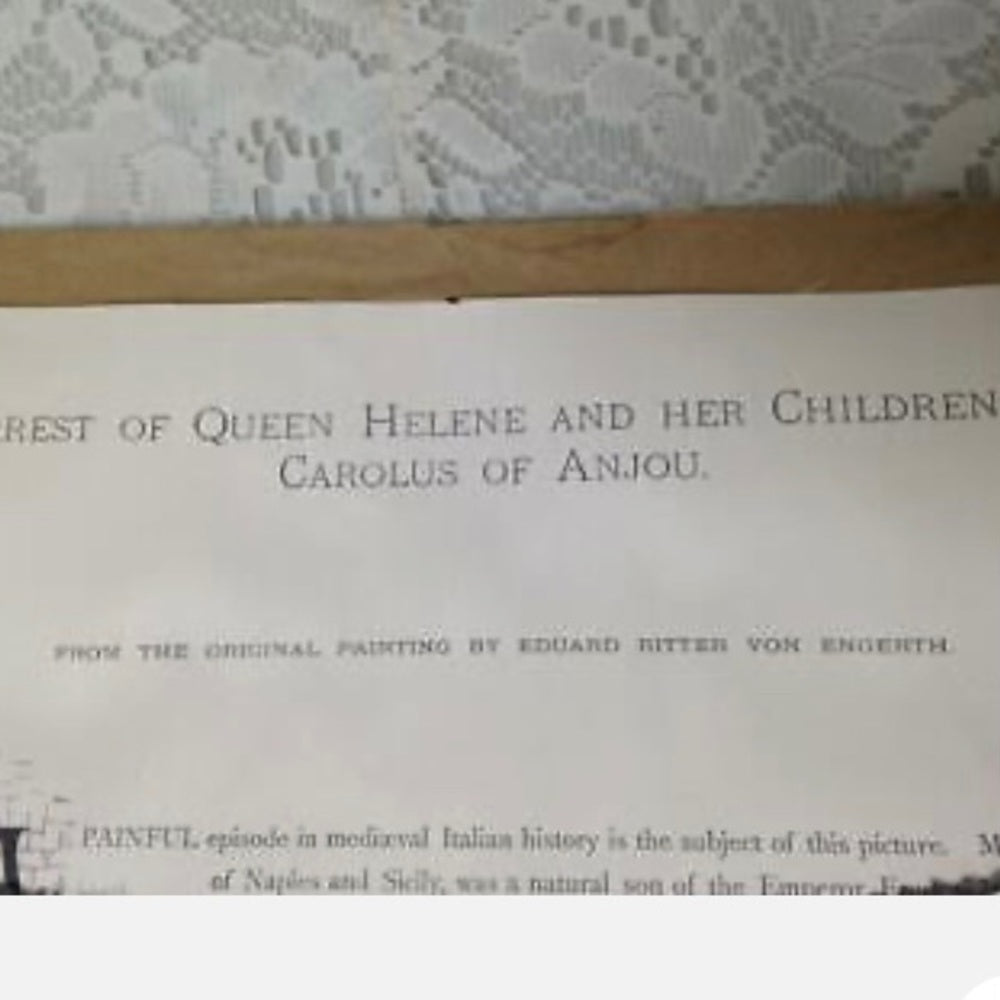 REST OF QUEEN HELENE AND HER CHILDREN
CAROLUS OF ANJOU.
FROM THE ORIGINAL PAINTING BY EDUARD RITTER VON ENGERTH.
PAINFUL episode in mediæval Italian history is the subject of this picture. M
of Naples and Sicily, was a natural son of the Emperor